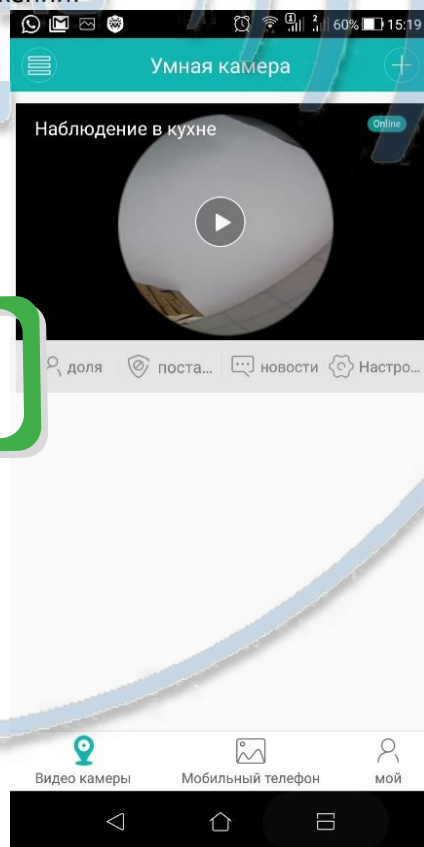 60% 15:19
Умная камера
Наблюдение в кухне
Online
доля поста... новости Настро...
Видео камеры Мобильный телефон мой